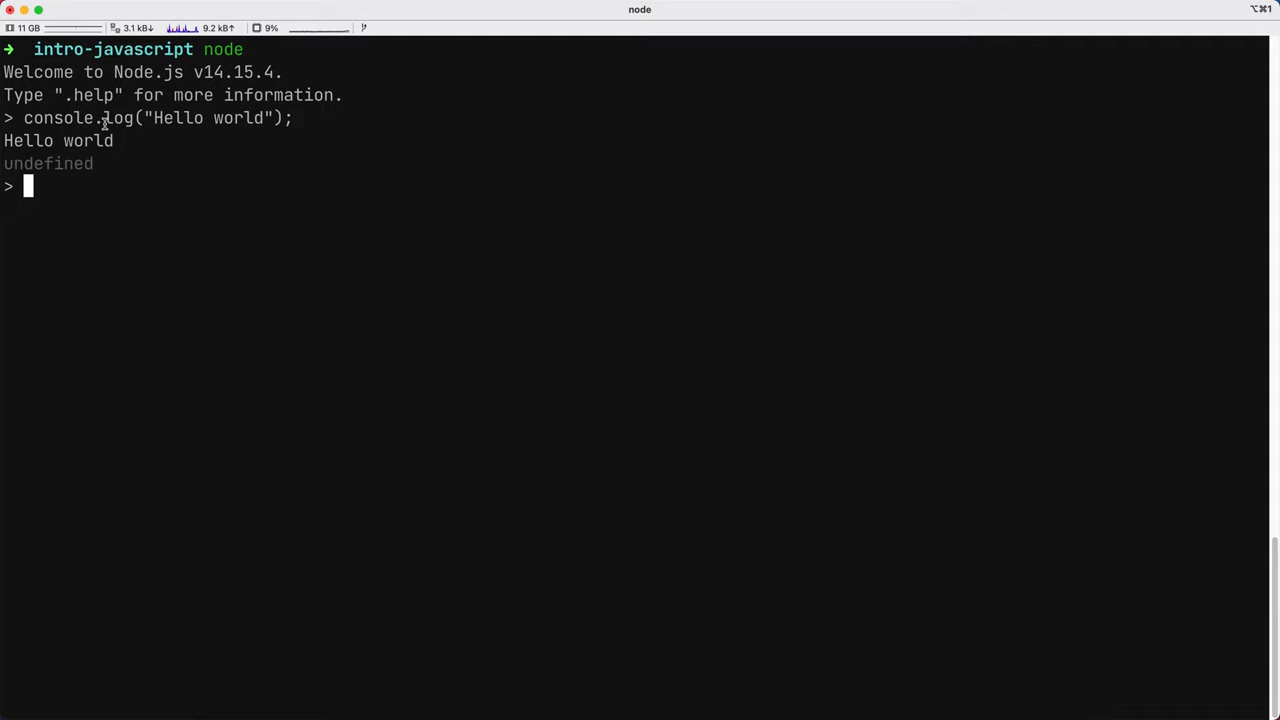 node
⌥⌘1
11 GB 3.1 kB↓ 9.2 kB↑ 9%
➜ intro-javascript node
Welcome to Node.js v14.15.4.
Type ".help" for more information.
> console.log("Hello world");
Hello world
undefined
>